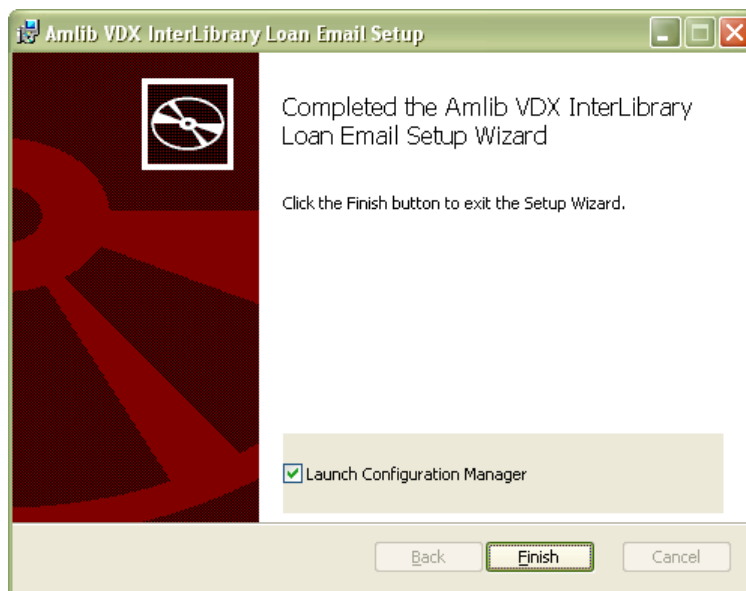 Amlib VDX InterLibrary Loan Email Setup
Completed the Amlib VDX InterLibrary
Loan Email Setup Wizard
Click the Finish button to exit the Setup Wizard.
Launch Configuration Manager
Back Finish Cancel